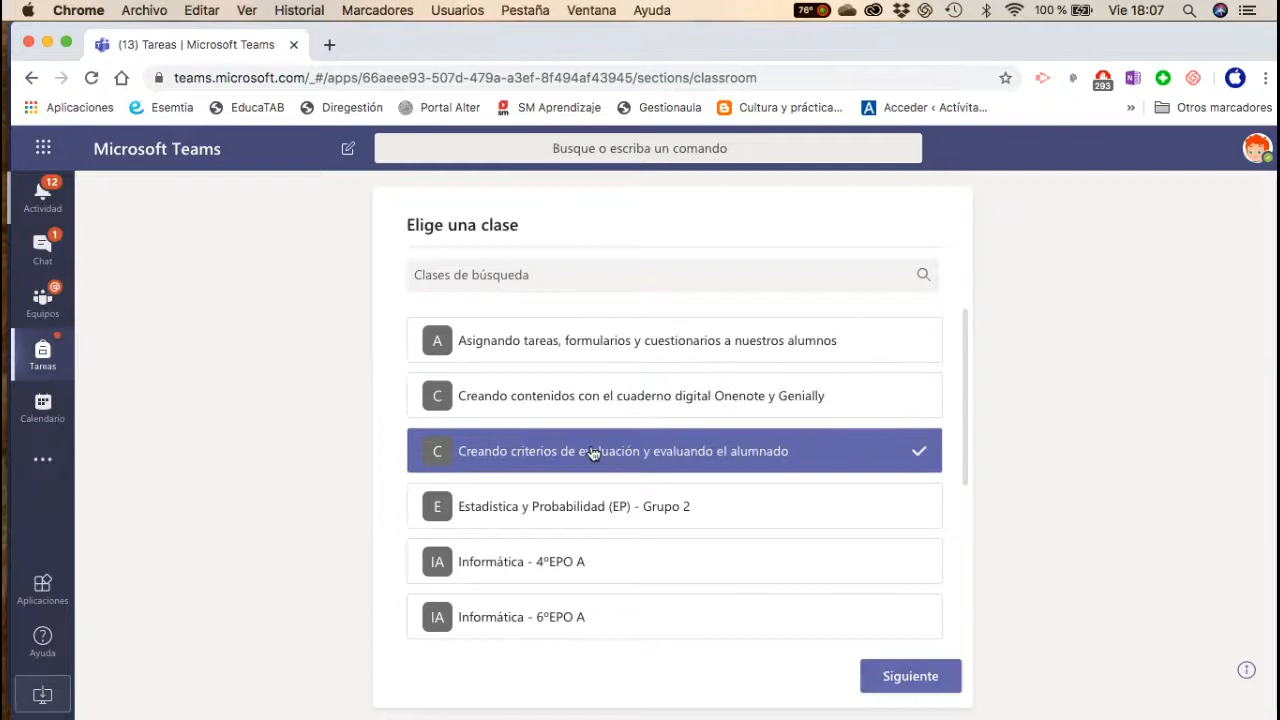 Chrome Archivo Editar Ver Historial Marcadores Usuarios Pestaña Ventana Ayuda 76° 100 % Vie 18:07
(13) Tareas | Microsoft Teams
teams.microsoft.com/_#/apps/66aeee93-507d-479a-a3ef-8f494af43945/sections/classroom
293
Aplicaciones Esemtia EducaTAB Diregestión Portal Alter SM Aprendizaje Gestionaula Cultura y práctica... Acceder ‹ Actívita... » Otros marcadores
Microsoft Teams
Busque o escriba un comando
12
Actividad
1
Chat
Equipos
Tareas
Calendario
Aplicaciones
Ayuda
Elige una clase
Clases de búsqueda
A Asignando tareas, formularios y cuestionarios a nuestros alumnos
C Creando contenidos con el cuaderno digital Onenote y Genially
C Creando criterios de evaluación y evaluando el alumnado
E Estadística y Probabilidad (EP) - Grupo 2
IA Informática - 4ºEPO A
IA Informática - 6ºEPO A
Siguiente